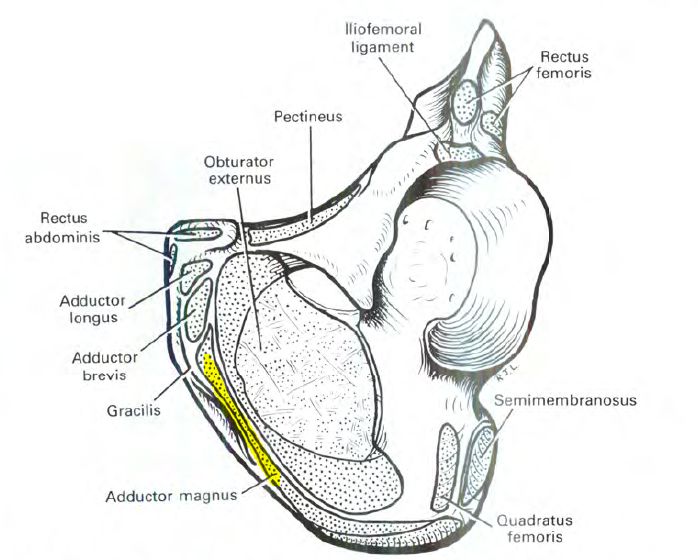 Iliofemoral
ligament
Rectus
femoris
Pectineus
Obturator
externus
Rectus
abdominis
Adductor
longus
Adductor
brevis
Gracilis
K.J.L.
Semimembranosus
Adductor magnus
Quadratus
femoris